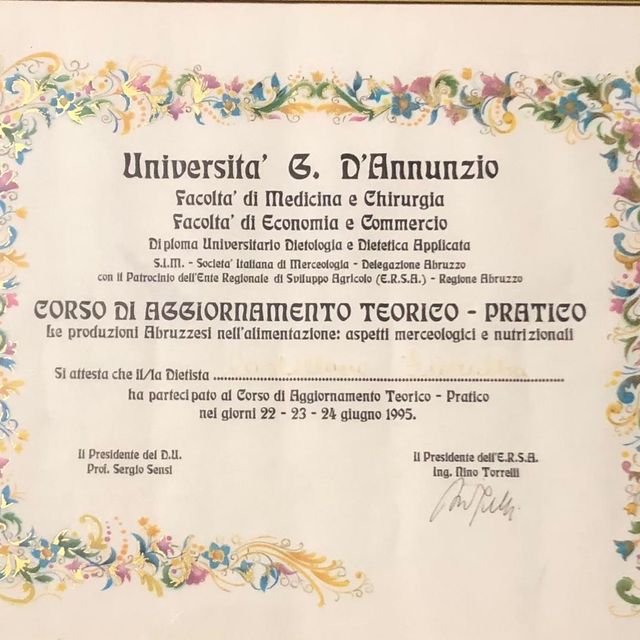 Universita' G. D'Annunzio
Facolta' di Medicina e Chirurgia
Facolta' di Economia e Commercio
Diploma Universitario Dietologia e Dietetica Applicata
S.I.M. - Societa' Italiana di Merceologia - Delegazione Abruzzo
con il Patrocinio dell'Ente Regionale di Sviluppo Agricolo (E.R.S.A.) - Regione Abruzzo
CORSO DI AGGIORNAMENTO TEORICO - PRATICO
Le produzioni Abruzzesi nell'alimentazione: aspetti merceologici e nutrizionali
Si attesta che il/la Dietista
ha partecipato al Corso di Aggiornamento Teorico - Pratico
nei giorni 22 - 23 - 24 giugno 1995.
Il Presidente del D.U.
Prof. Sergio Sensi
Il Presidente dell'E.R.S.A.
Ing. Nino Torrelli